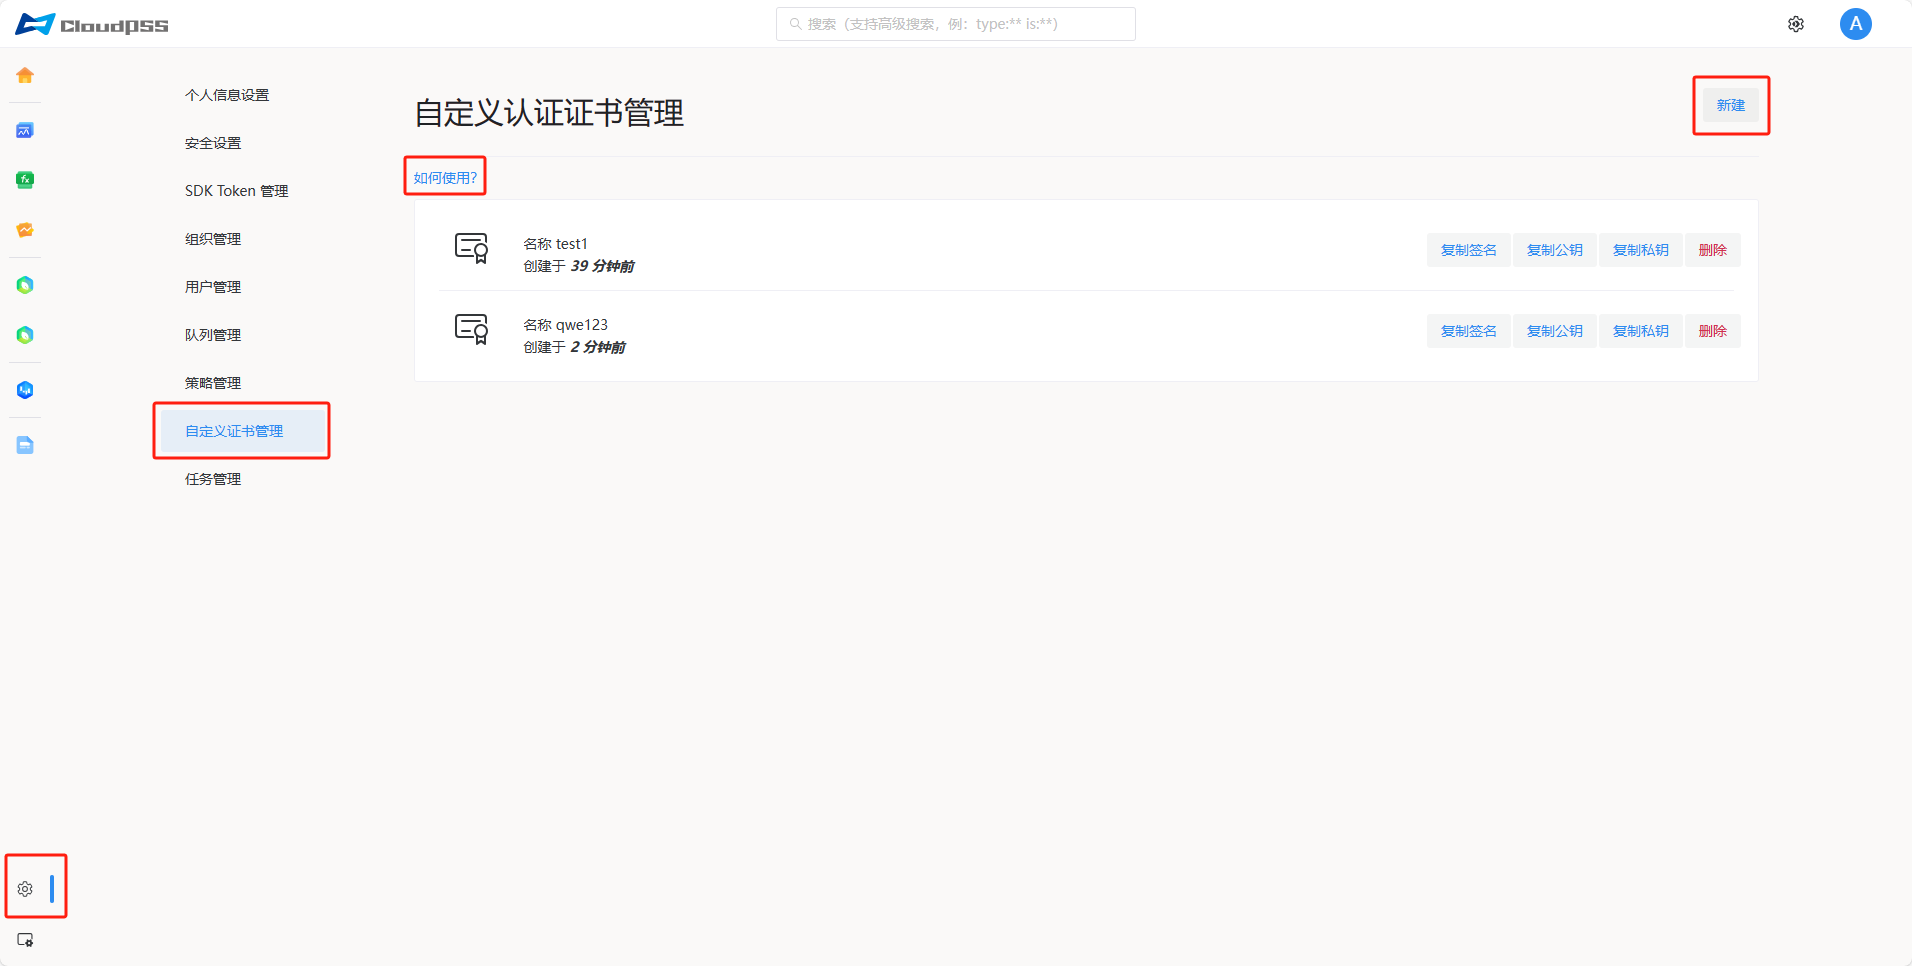 CloudPSS
搜索（支持高级搜索，例：type:** is:**）
A
个人信息设置
安全设置
SDK Token 管理
组织管理
用户管理
队列管理
策略管理
自定义证书管理
任务管理
自定义认证证书管理
新建
如何使用?
名称 test1
创建于 39 分钟前
复制签名 复制公钥 复制私钥 删除
名称 qwe123
创建于 2 分钟前
复制签名 复制公钥 复制私钥 删除